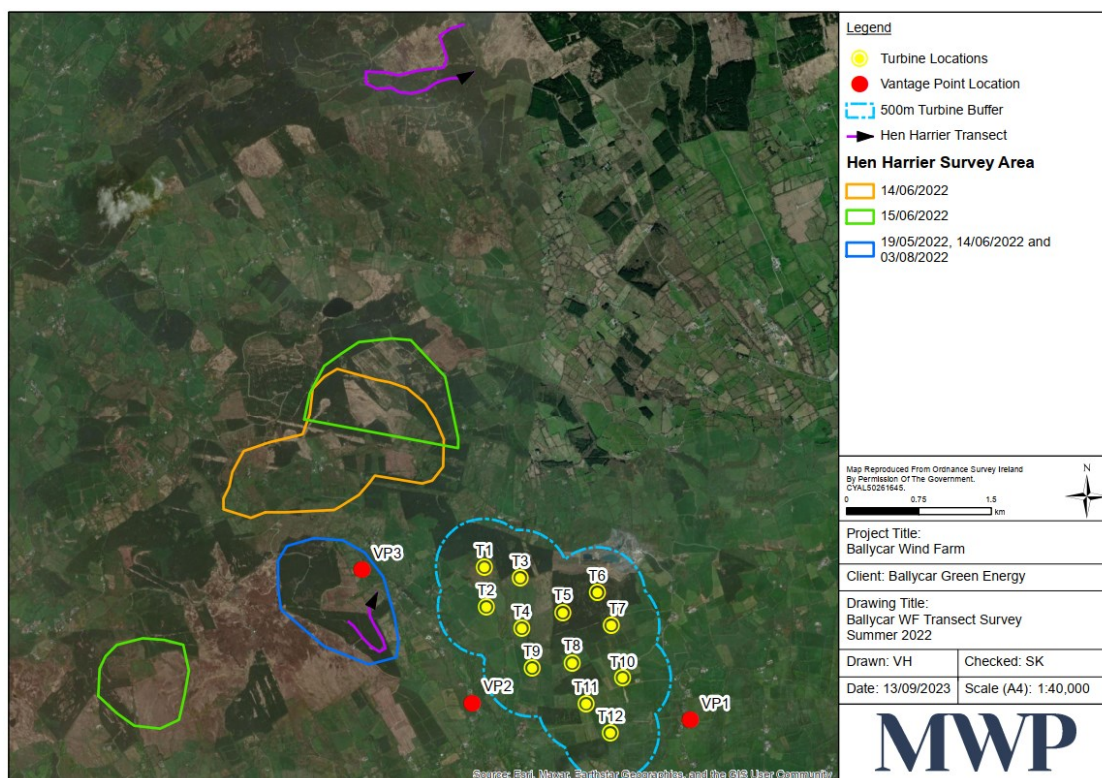 Legend
Turbine Locations
Vantage Point Location
500m Turbine Buffer
Hen Harrier Transect
Hen Harrier Survey Area
14/06/2022
15/06/2022
19/05/2022, 14/06/2022 and
03/08/2022
T1
T3
VP3
T6
T2
T5
T7
T4
T9
T8
T10
VP2
T11
VP1
T12
Source: Esri, Maxar, Earthstar Geographics, and the GIS User Community
Map Reproduced From Ordnance Survey Ireland
By Permission Of The Government.
CYAL50261645.
N
0 0.75 1.5
km
Project Title:
Ballycar Wind Farm
Client: Ballycar Green Energy
Drawing Title:
Ballycar WF Transect Survey
Summer 2022
Drawn: VH Checked: SK
Date: 13/09/2023 Scale (A4): 1:40,000
MWP